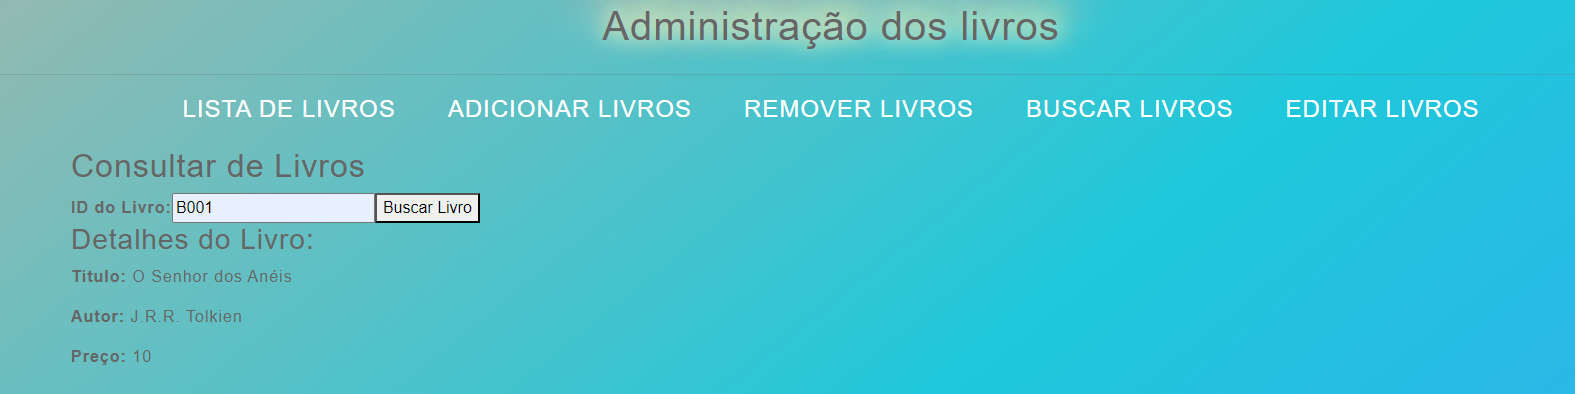 Administração dos livros
LISTA DE LIVROS ADICIONAR LIVROS REMOVER LIVROS BUSCAR LIVROS EDITAR LIVROS
Consultar de Livros
ID do Livro: B001 Buscar Livro
Detalhes do Livro:
Título: O Senhor dos Anéis
Autor: J.R.R. Tolkien
Preço: 10